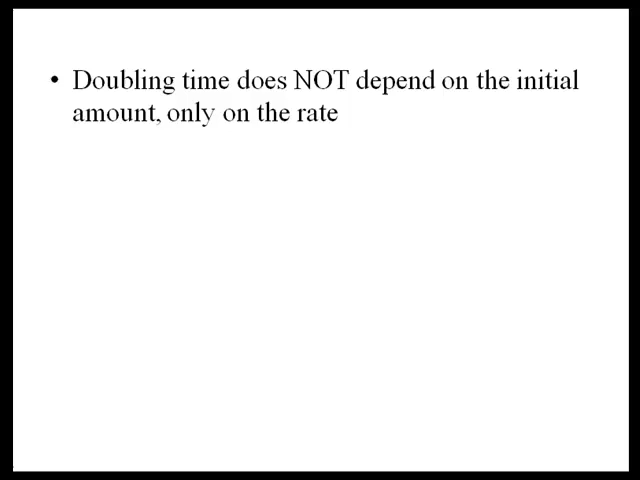 • Doubling time does NOT depend on the initial
amount, only on the rate